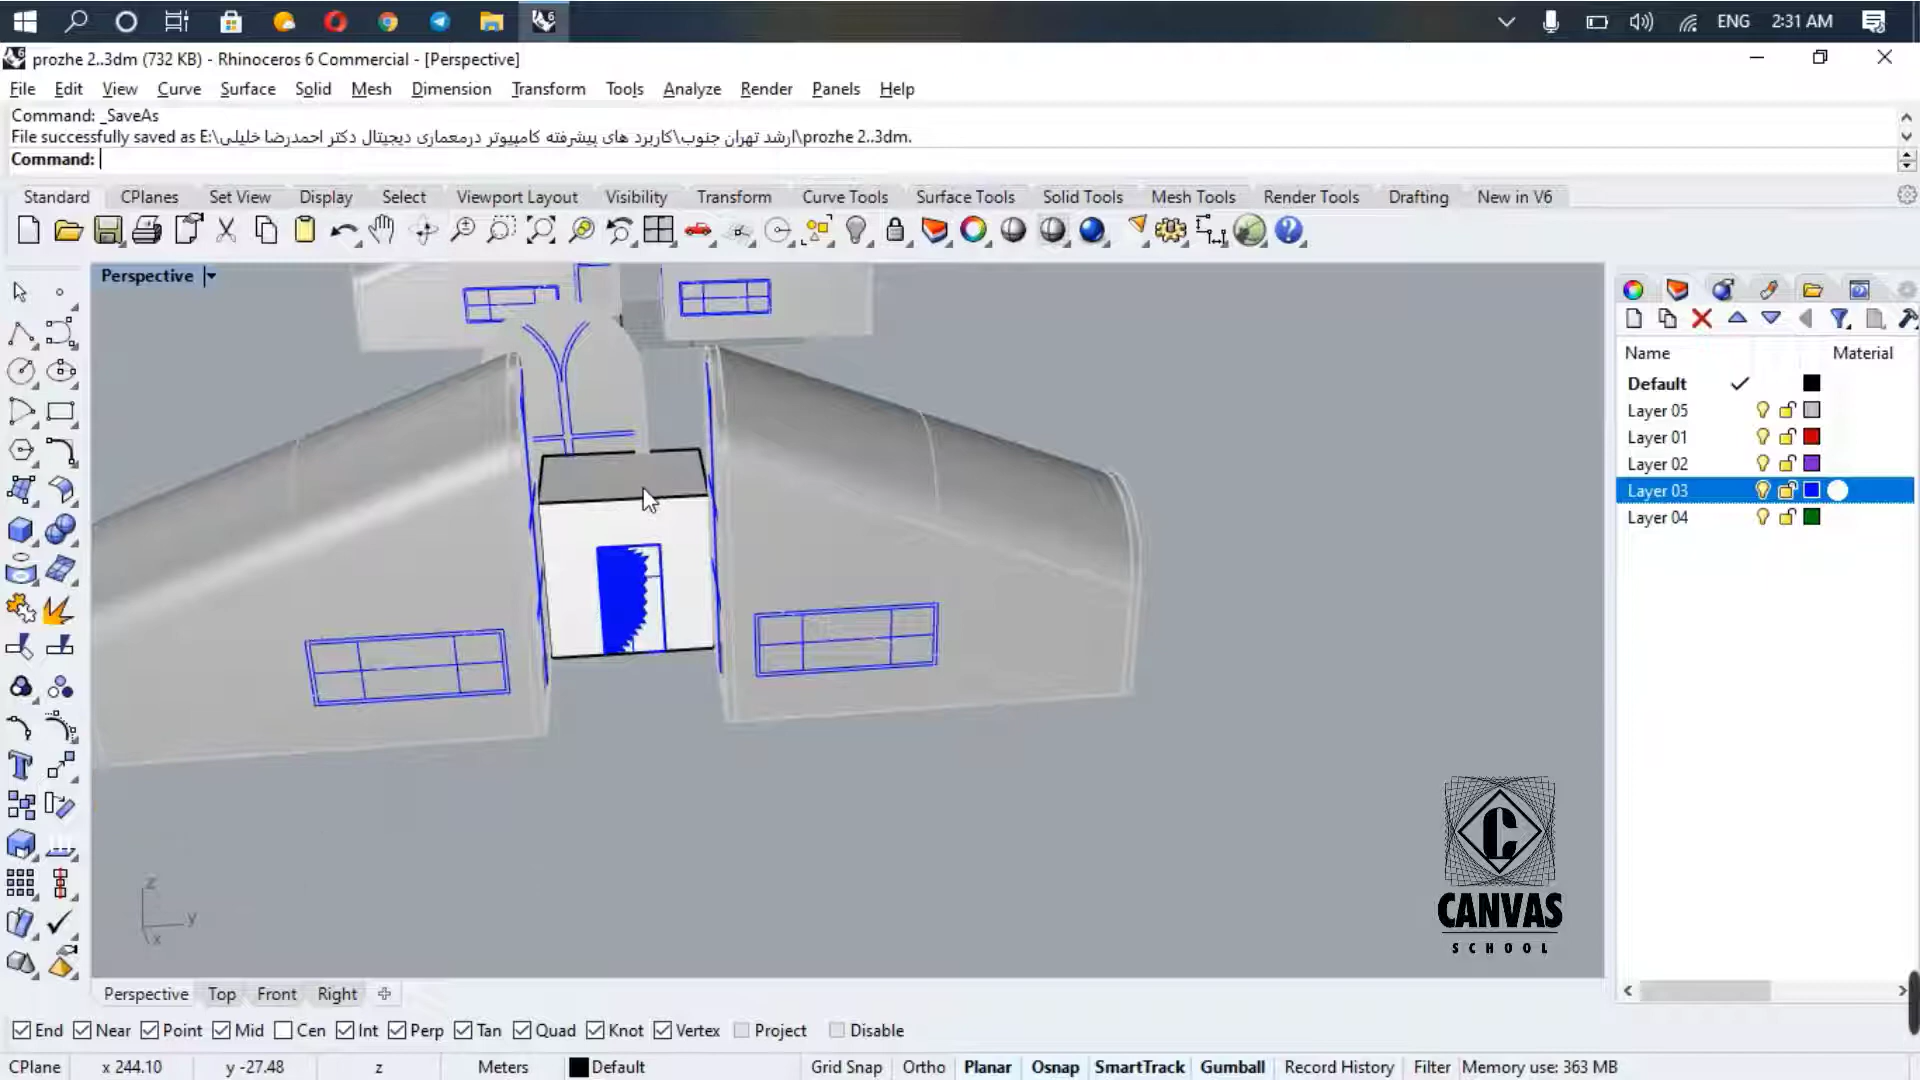 ENG 2:31 AM
prozhe 2..3dm (732 KB) - Rhinoceros 6 Commercial - [Perspective]
File Edit View Curve Surface Solid Mesh Dimension Transform Tools Analyze Render Panels Help
Command: _SaveAs
File successfully saved as E:\ارشد تهران جنوب\کاربرد های پیشرفته کامپیوتر درمعماری دیجیتال دکتر احمدرضا خلیلی\prozhe 2..3dm.
Command:
Standard CPlanes Set View Display Select Viewport Layout Visibility Transform Curve Tools Surface Tools Solid Tools Mesh Tools Render Tools Drafting New in V6
Perspective
Name Material
Default
Layer 05
Layer 01
Layer 02
Layer 03
Layer 04
z
y
x
CANVAS
SCHOOL
Perspective Top Front Right
End Near Point Mid Cen Int Perp Tan Quad Knot Vertex Project Disable
CPlane x 244.10 y -27.48 z Meters Default Grid Snap Ortho Planar Osnap SmartTrack Gumball Record History Filter Memory use: 363 MB